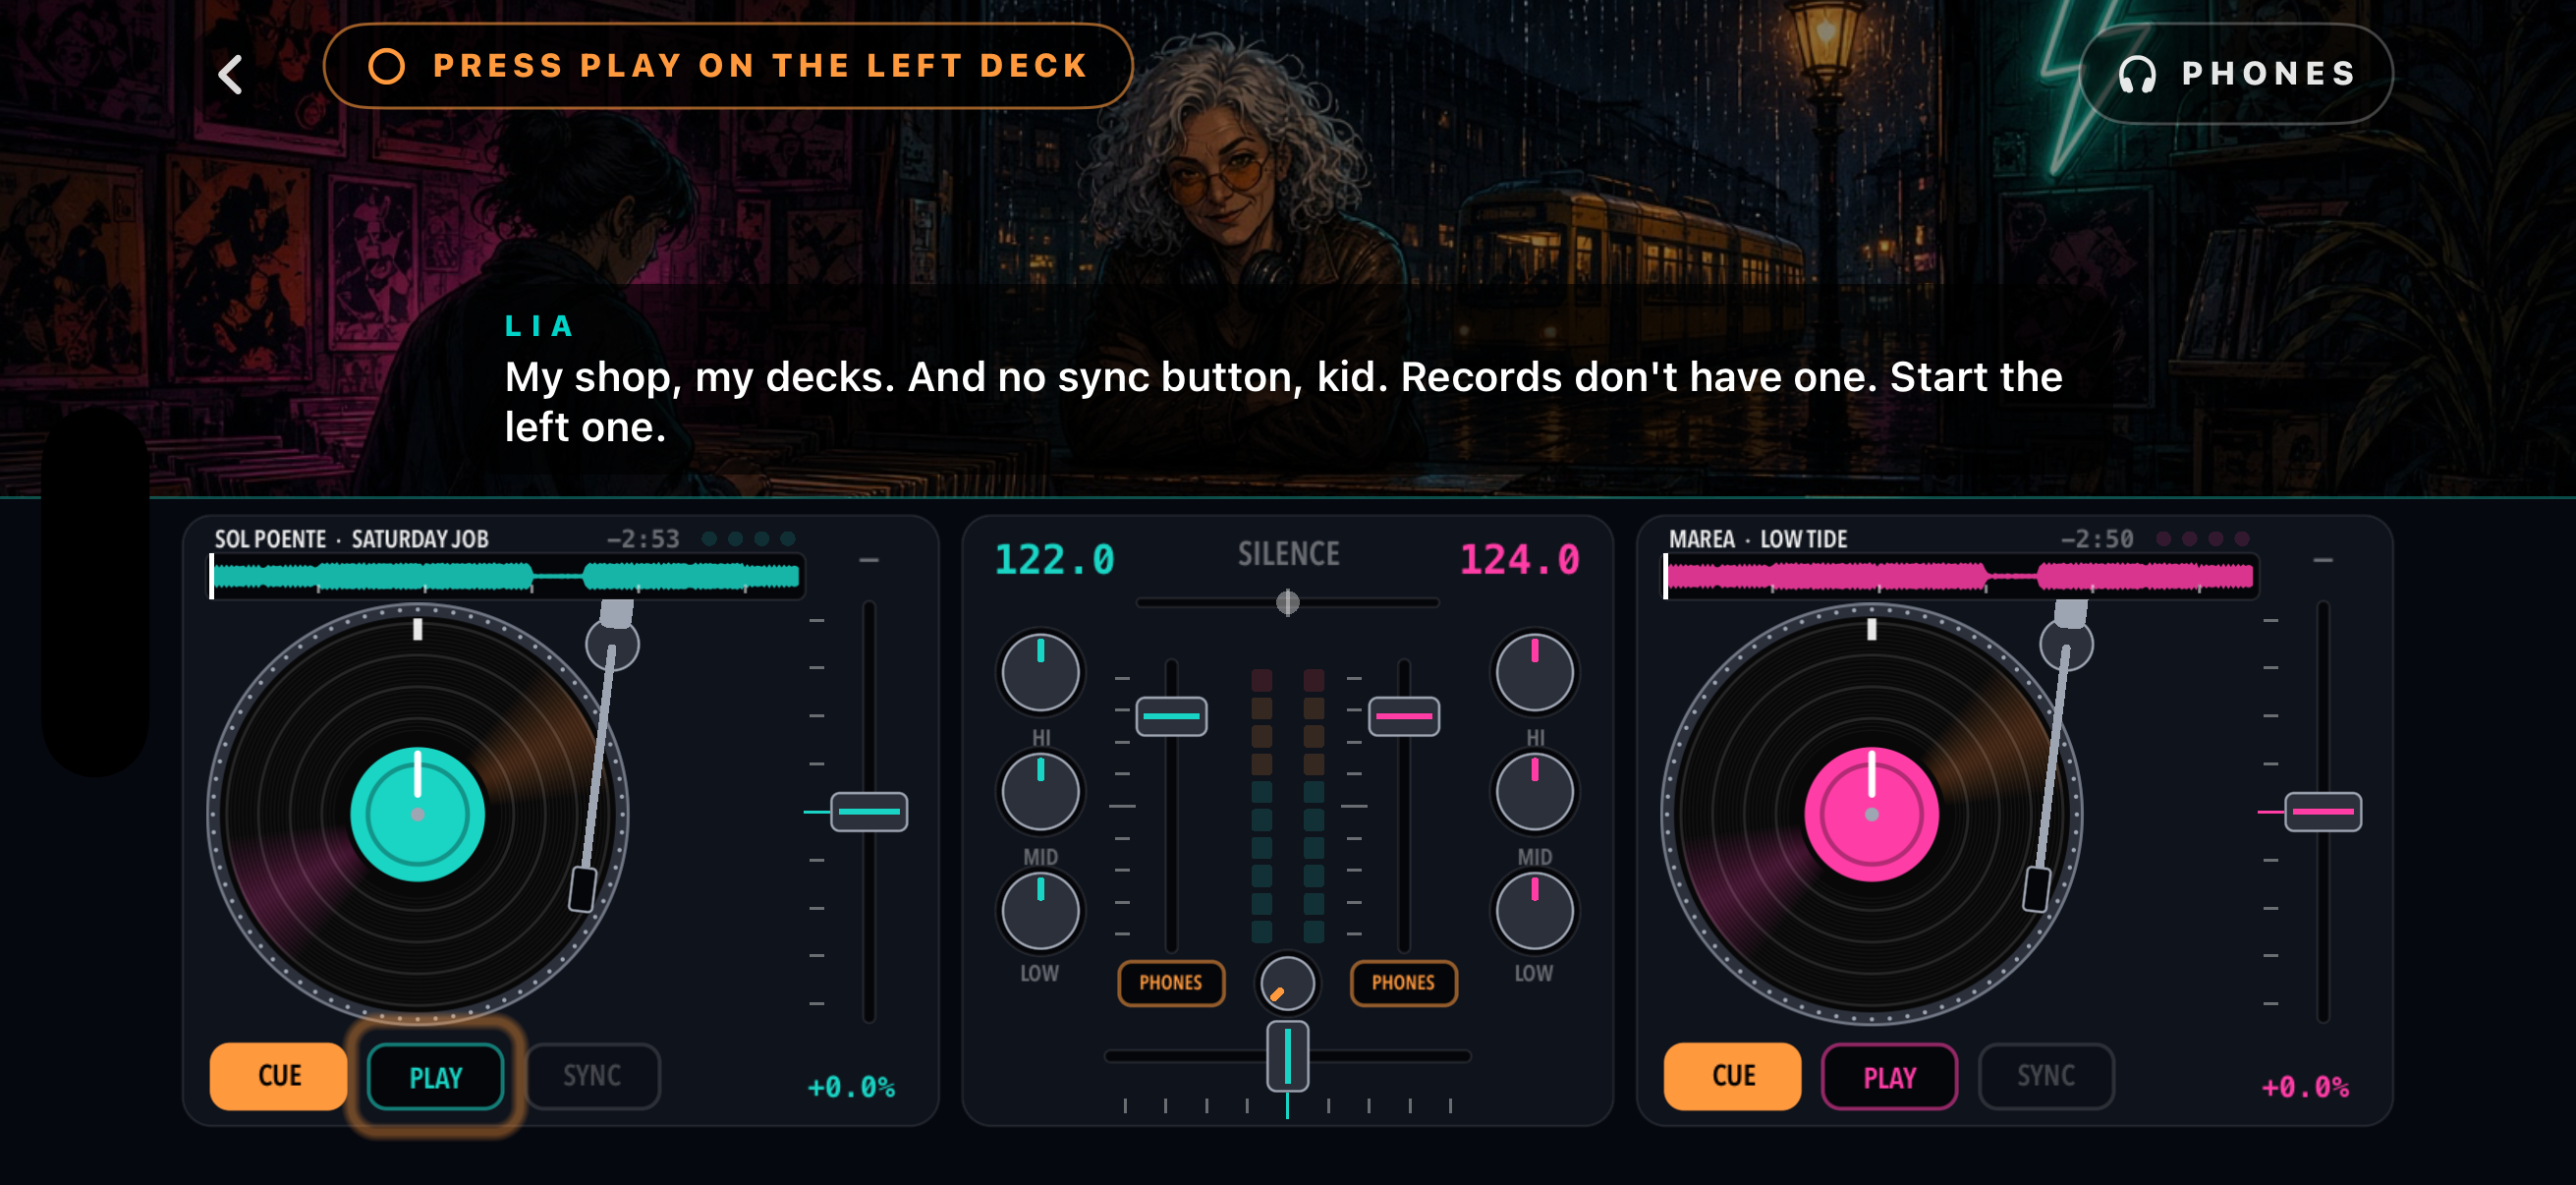 PRESS PLAY ON THE LEFT DECK
PHONES
LIA
My shop, my decks. And no sync button, kid. Records don't have one. Start the
left one.
SOL POENTE · SATURDAY JOB
−2:53
122.0
SILENCE
124.0
MAREA · LOW TIDE
−2:50
HI
HI
MID
MID
LOW
LOW
PHONES
PHONES
CUE
PLAY
SYNC
+0.0%
CUE
PLAY
SYNC
+0.0%